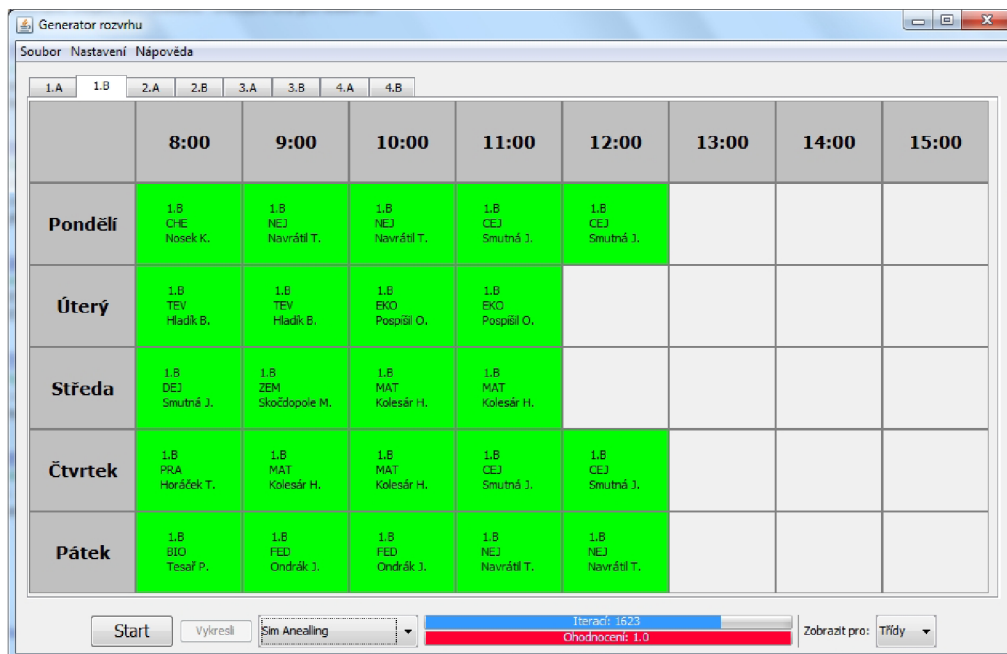 Generator rozvrhu
Soubor Nastavení Nápověda
1.A 1.B 2.A 2.B 3.A 3.B 4.A 4.B
8:00 9:00 10:00 11:00 12:00 13:00 14:00 15:00
Pondělí
1.B 1.B 1.B 1.B 1.B
CHE NEJ NEJ CEJ CEJ
Nosek K. Navrátil T. Navrátil T. Smutná J. Smutná J.
Úterý
1.B 1.B 1.B 1.B
TEV TEV EKO EKO
Hladík B. Hladík B. Pospíšil O. Pospíšil O.
Středa
1.B 1.B 1.B 1.B
DEJ ZEM MAT MAT
Smutná J. Skočdopole M. Kolesár H. Kolesár H.
Čtvrtek
1.B 1.B 1.B 1.B 1.B
PRA MAT MAT CEJ CEJ
Horáček T. Kolesár H. Kolesár H. Smutná J. Smutná J.
Pátek
1.B 1.B 1.B 1.B 1.B
BIO FED FED NEJ NEJ
Tesař P. Ondrák J. Ondrák J. Navrátil T. Navrátil T.
Start Vykresli Sim Anealling Iterací: 1623 Zobrazit pro: Třídy
Ohodnocení: 1.0